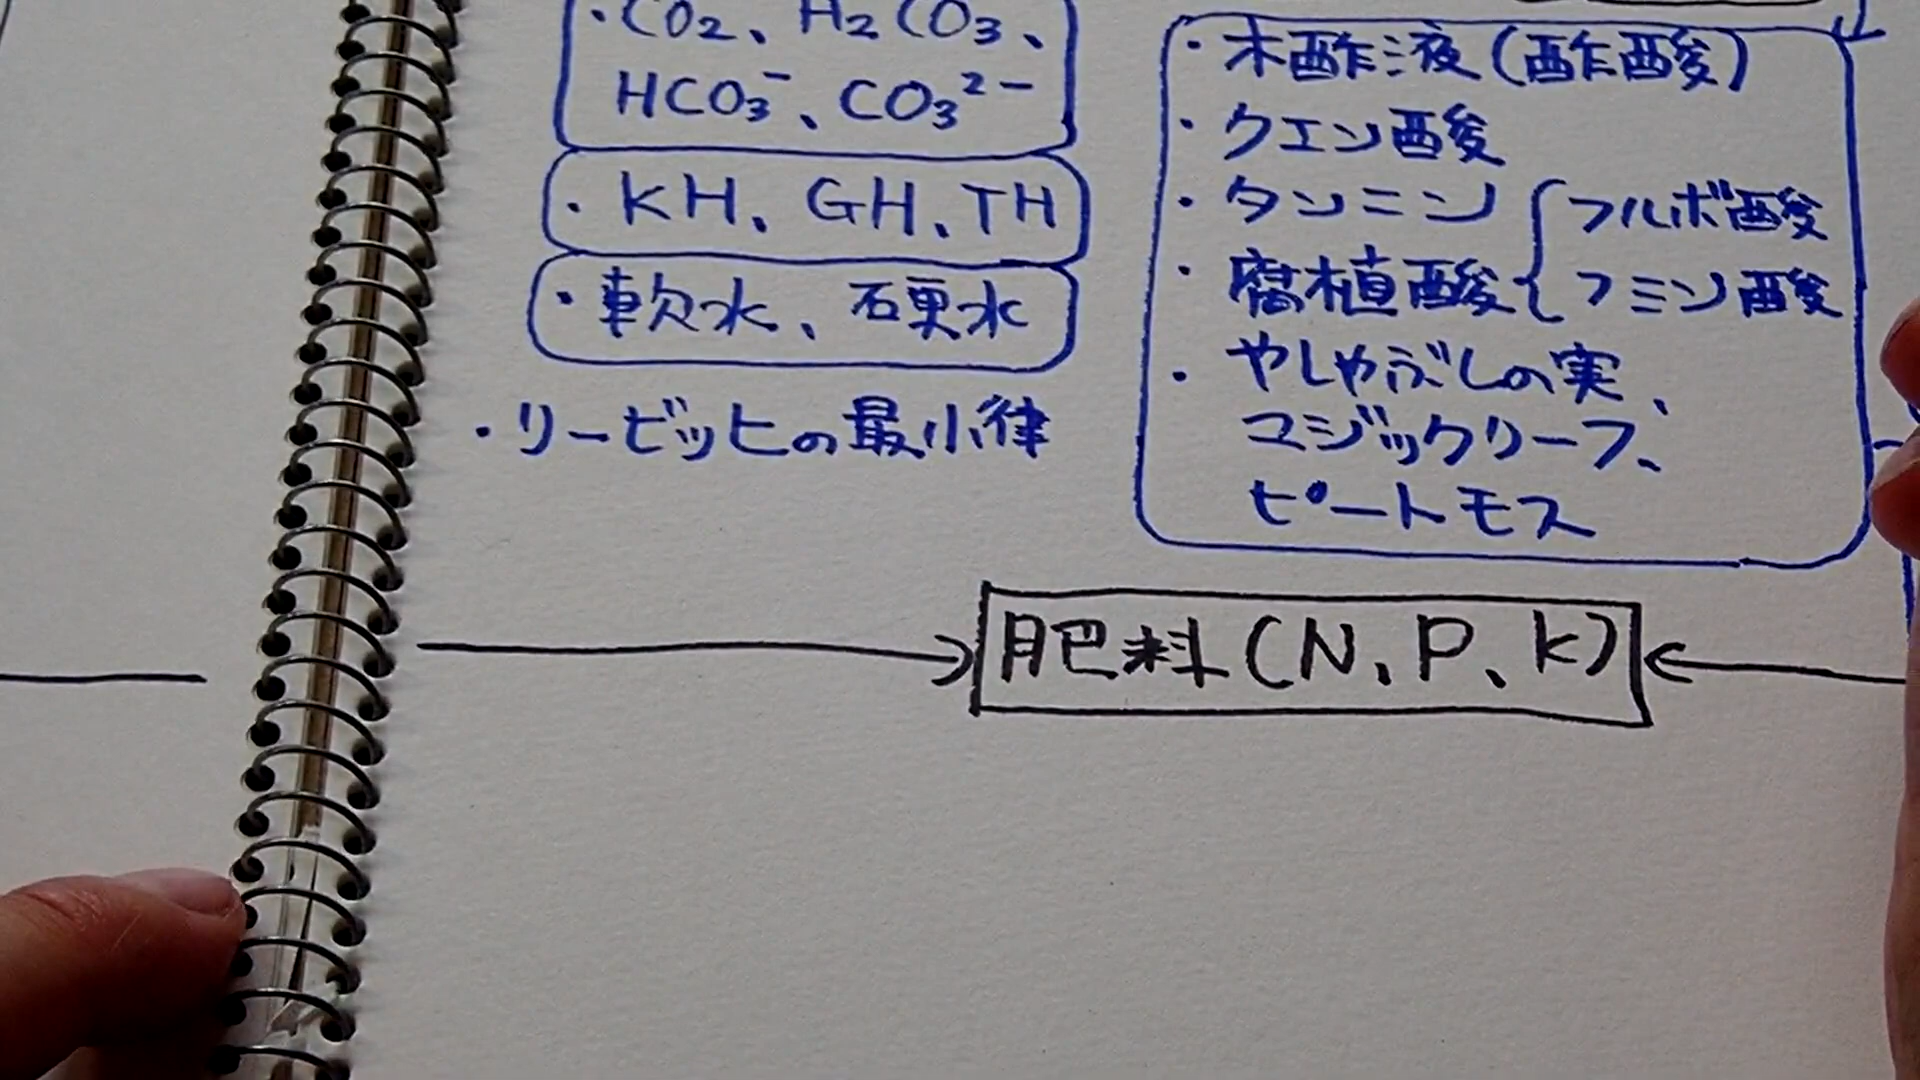 ・CO₂、H₂CO₃、
HCO₃⁻、CO₃²⁻
・KH、GH、TH
・軟水、硬水
・リービッヒの最小律
・木酢液(酢酸)
・クエン酸
・タンニン
・腐植酸{フルボ酸
フミン酸
・やしゃぶしの実、
マジックリーフ、
ピートモス
肥料(N、P、K)